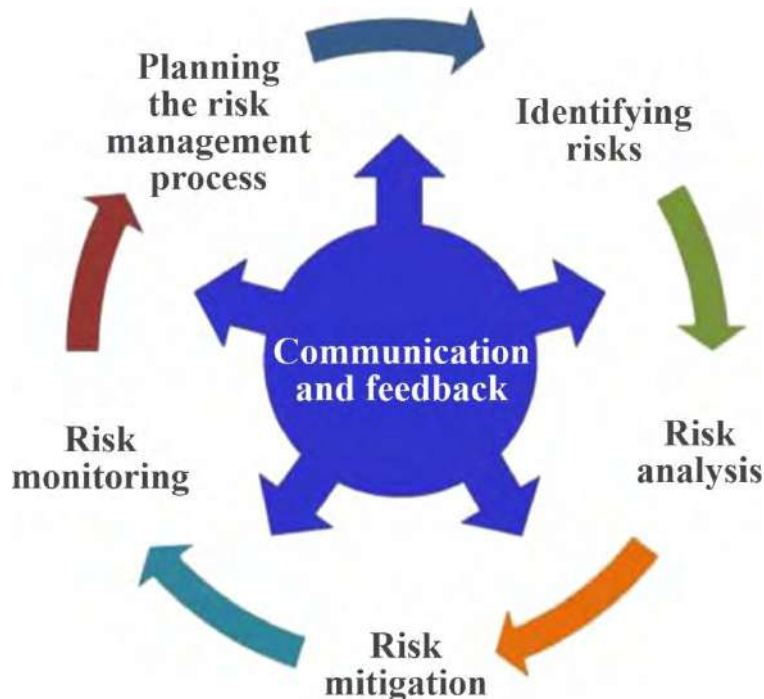 Planning
the risk
management
process
Identifying
risks
Communication
and feedback
Risk
monitoring
Risk
analysis
Risk
mitigation